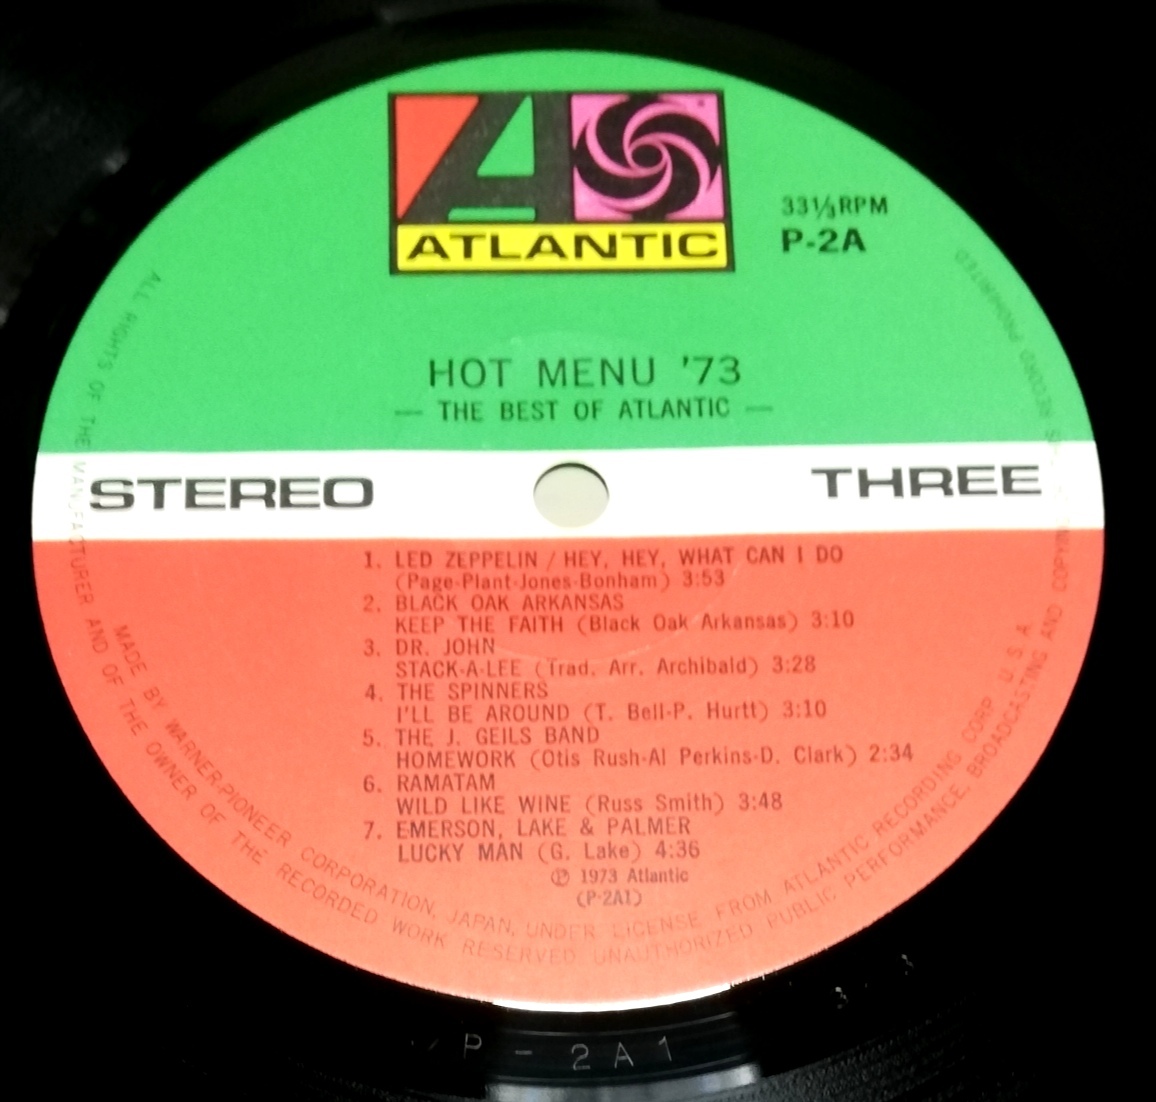 ATLANTIC
33⅓RPM
P-2A
HOT MENU '73
— THE BEST OF ATLANTIC —
STEREO
THREE
1. LED ZEPPELIN / HEY, HEY, WHAT CAN I DO
(Page-Plant-Jones-Bonham) 3:53
2. BLACK OAK ARKANSAS
KEEP THE FAITH (Black Oak Arkansas) 3:10
3. DR. JOHN
STACK-A-LEE (Trad. Arr. Archibald) 3:28
4. THE SPINNERS
I'LL BE AROUND (T. Bell-P. Hurtt) 3:10
5. THE J. GEILS BAND
HOMEWORK (Otis Rush-Al Perkins-D. Clark) 2:34
6. RAMATAM
WILD LIKE WINE (Russ Smith) 3:48
7. EMERSON, LAKE & PALMER
LUCKY MAN (G. Lake) 4:36
Ⓟ 1973 Atlantic
(P-2A1)
MADE BY WARNER-PIONEER CORPORATION, JAPAN, UNDER LICENSE FROM ATLANTIC RECORDING CORP. U. S. A.
ALL RIGHTS OF THE MANUFACTURER AND OF THE OWNER OF THE RECORDED WORK RESERVED UNAUTHORIZED PUBLIC PERFORMANCE, BROADCASTING AND COPYING RECORD PROHIBITED
P-2A1
3 3